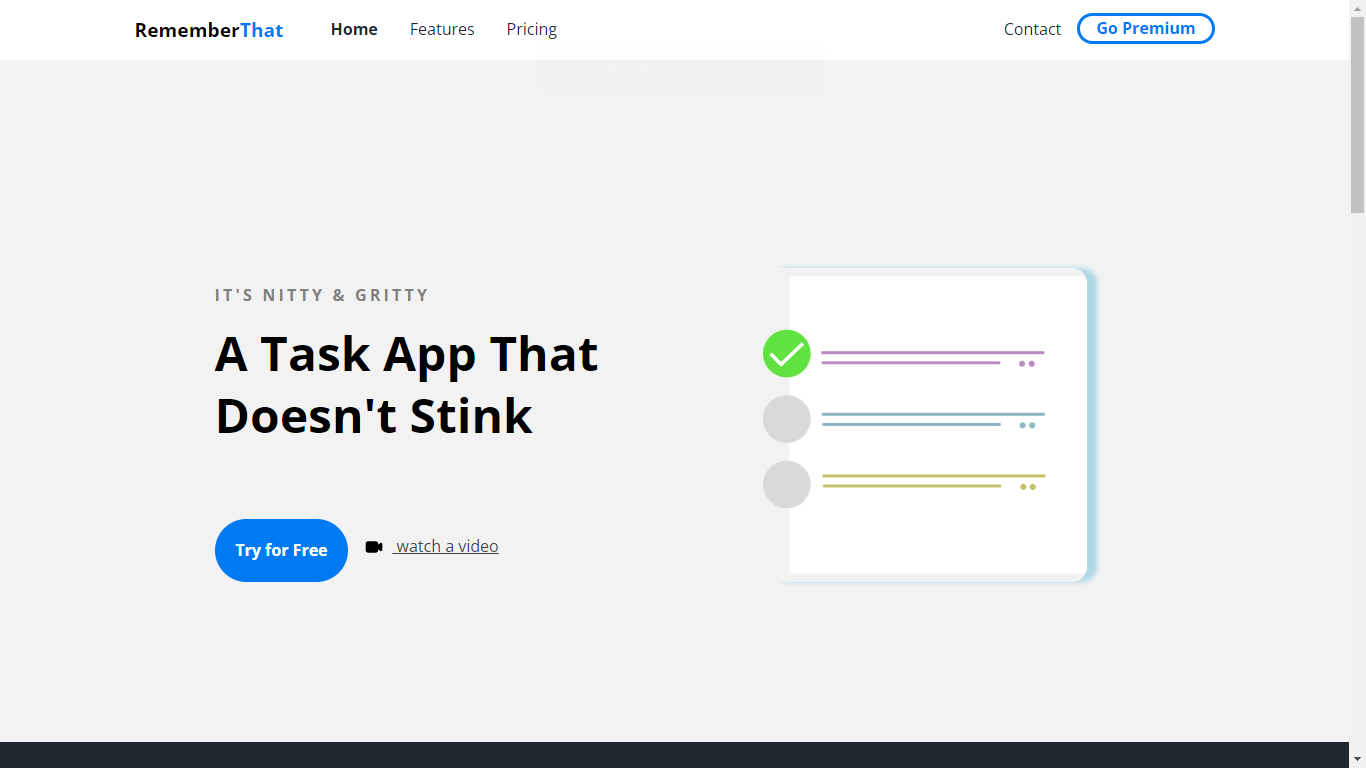 RememberThat
Home
Features
Pricing
Contact
Go Premium
IT'S NITTY & GRITTY
A Task App That
Doesn't Stink
Try for Free
watch a video